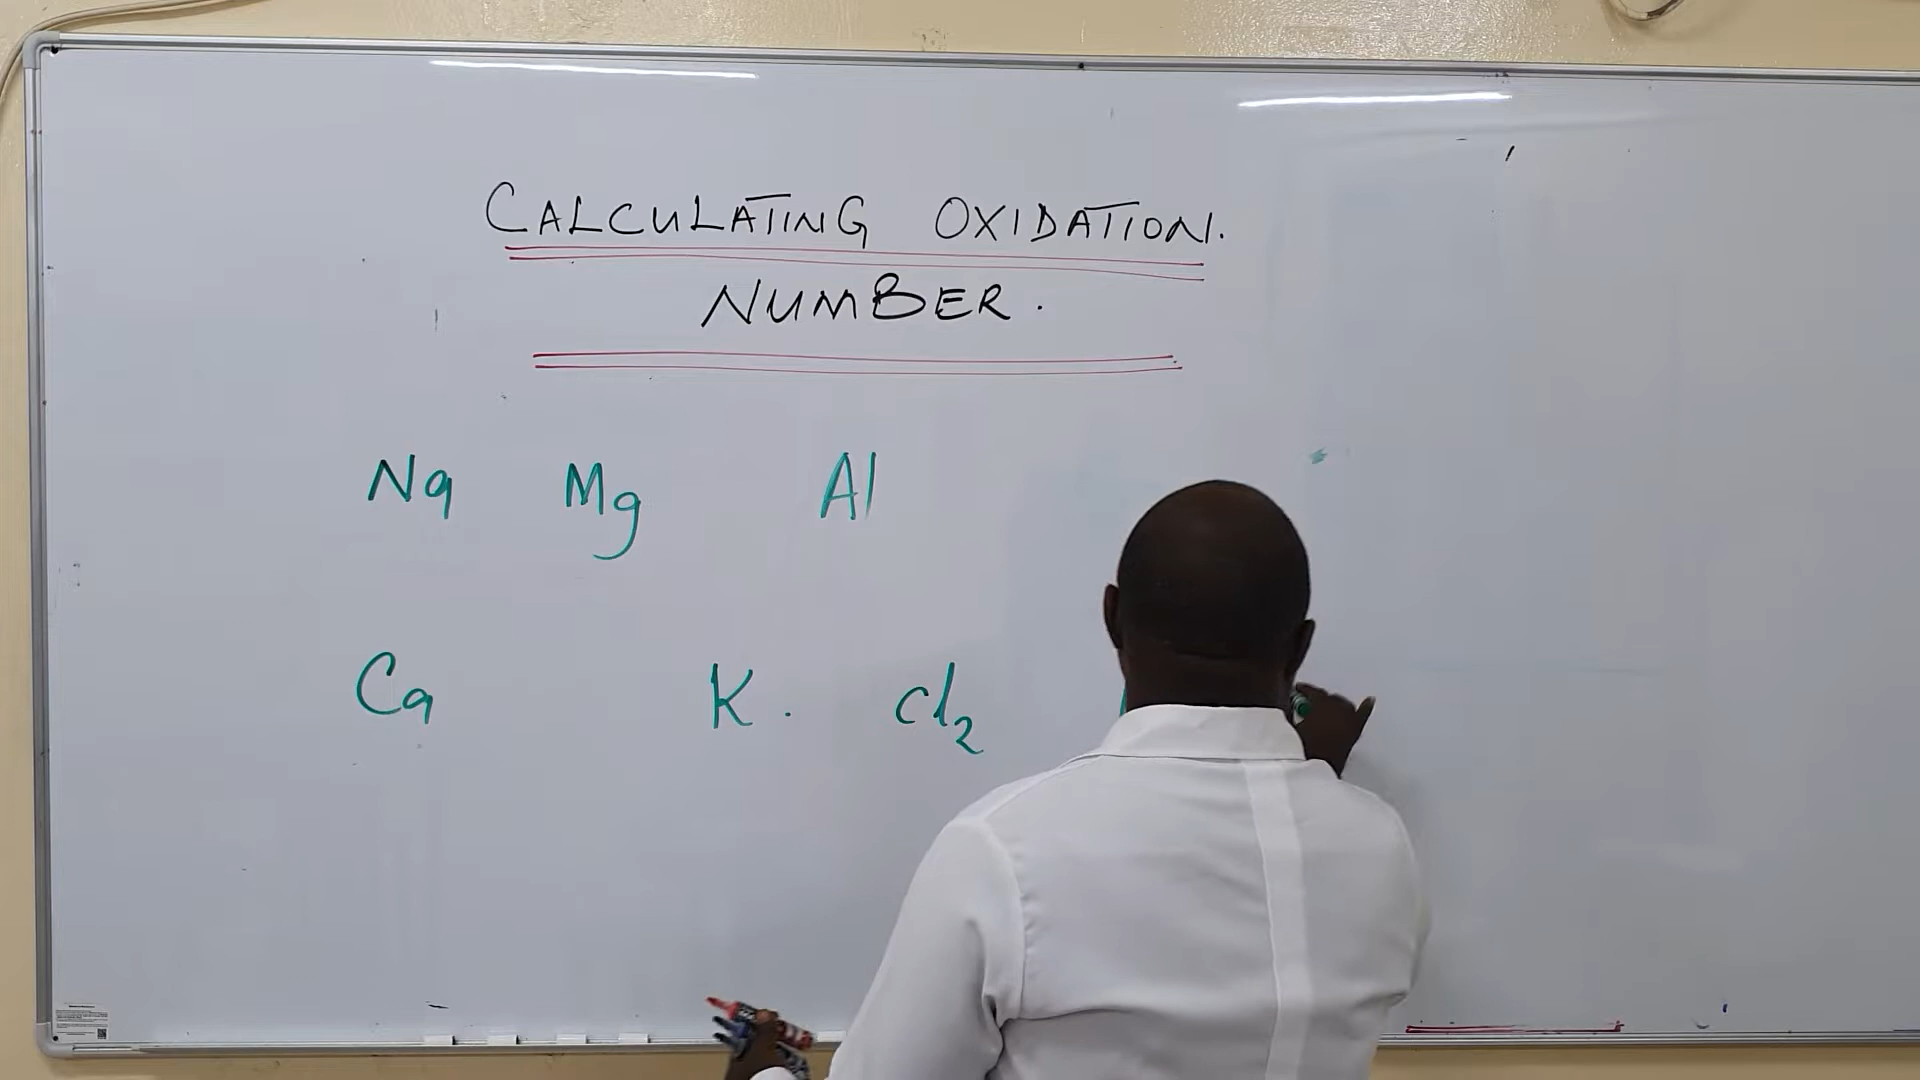 CALCULATING OXIDATION.
NUMBER.
Na Mg Al
Ca K. Cl2